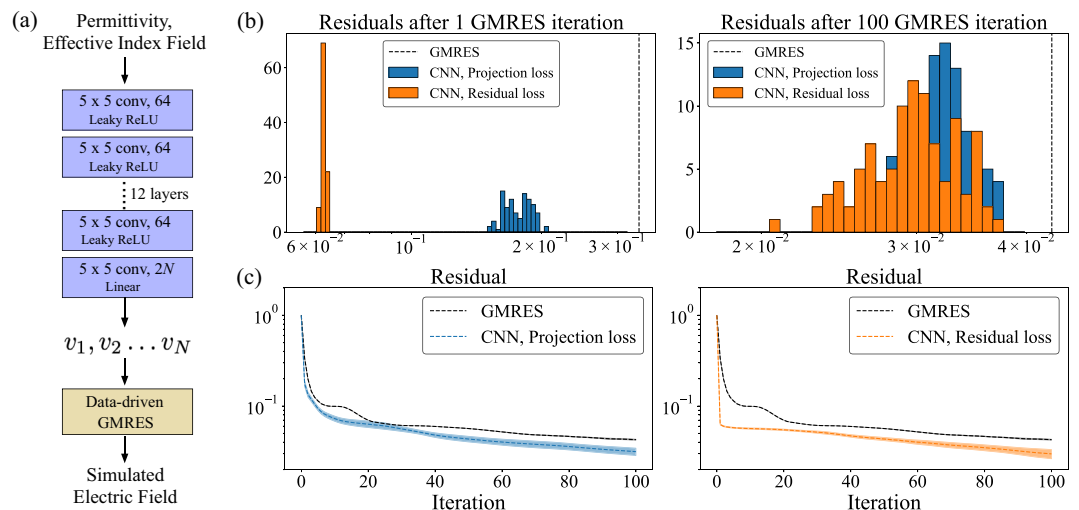 (a)
Permittivity,
Effective Index Field
5 x 5 conv, 64
Leaky ReLU
5 x 5 conv, 64
Leaky ReLU
12 layers
5 x 5 conv, 64
Leaky ReLU
5 x 5 conv, 2N
Linear
v₁, v₂ … v_N
Data-driven
GMRES
Simulated
Electric Field
(b)
Residuals after 1 GMRES iteration
GMRES
CNN, Projection loss
CNN, Residual loss
60
40
20
0
6 × 10⁻²
10⁻¹
2 × 10⁻¹
3 × 10⁻¹
Residuals after 100 GMRES iteration
GMRES
CNN, Projection loss
CNN, Residual loss
15
10
5
0
2 × 10⁻²
3 × 10⁻²
4 × 10⁻²
(c)
Residual
GMRES
CNN, Projection loss
10⁰
10⁻¹
0 20 40 60 80 100
Iteration
Residual
GMRES
CNN, Residual loss
10⁰
10⁻¹
0 20 40 60 80 100
Iteration